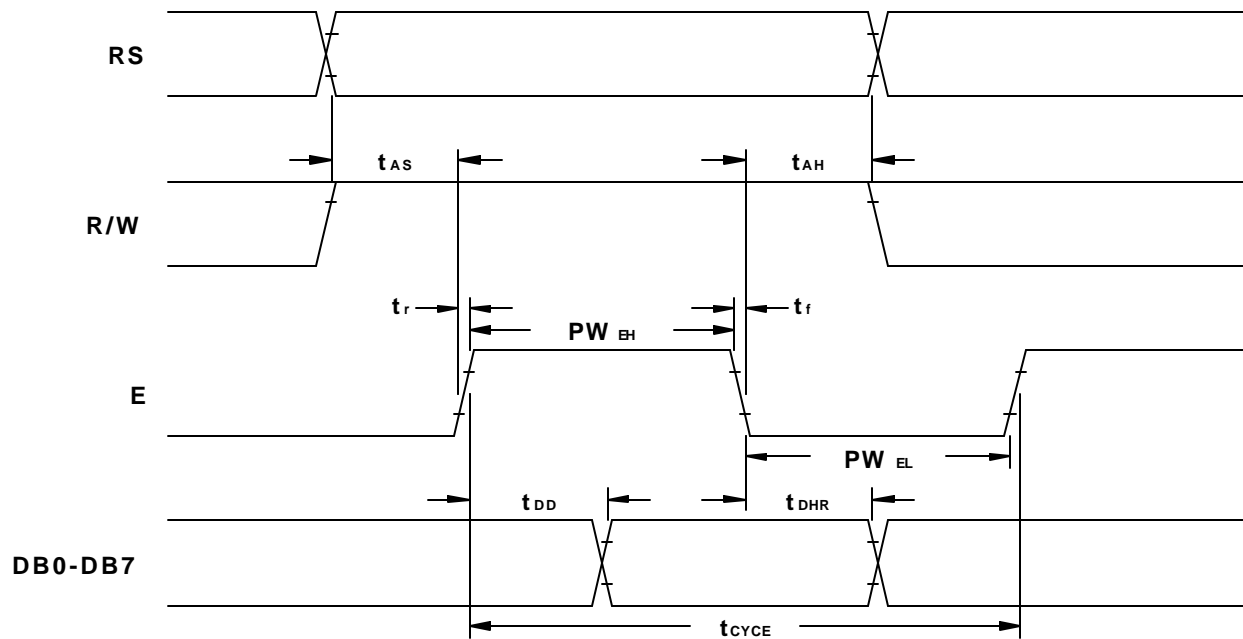 RS
tAS
tAH
R/W
tr
tf
PW EH
E
PW EL
tDD
tDHR
DB0-DB7
tCYCE